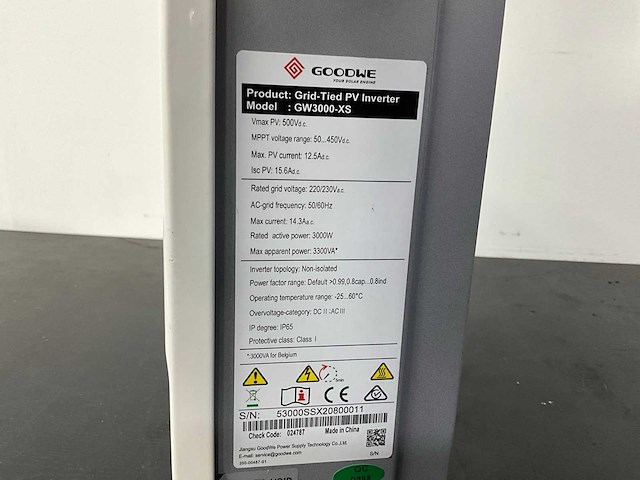 GOODWE
YOUR SOLAR ENGINE
Product: Grid-Tied PV Inverter
Model : GW3000-XS
Vmax PV: 500Vd.c.
MPPT voltage range: 50...450Vd.c.
Max. PV current: 12.5Ad.c.
Isc PV: 15.6Ad.c.
Rated grid voltage: 220/230Va.c.
AC-grid frequency: 50/60Hz
Max current: 14.3Aa.c.
Rated active power: 3000W
Max apparent power: 3300VA*
Inverter topology: Non-isolated
Power factor range: Default >0.99,0.8cap...0.8ind
Operating temperature range: -25...60°C
Overvoltage-category: DC II :AC III
IP degree: IP65
Protective class: Class I
*:3000VA for Belgium
5min
CE
S/N: 53000SSX20800011
Check Code: 024787 Made in China
Jiangsu GoodWe Power Supply Technology Co.,Ltd.
E-mail: service@goodwe.com
S/N
QC